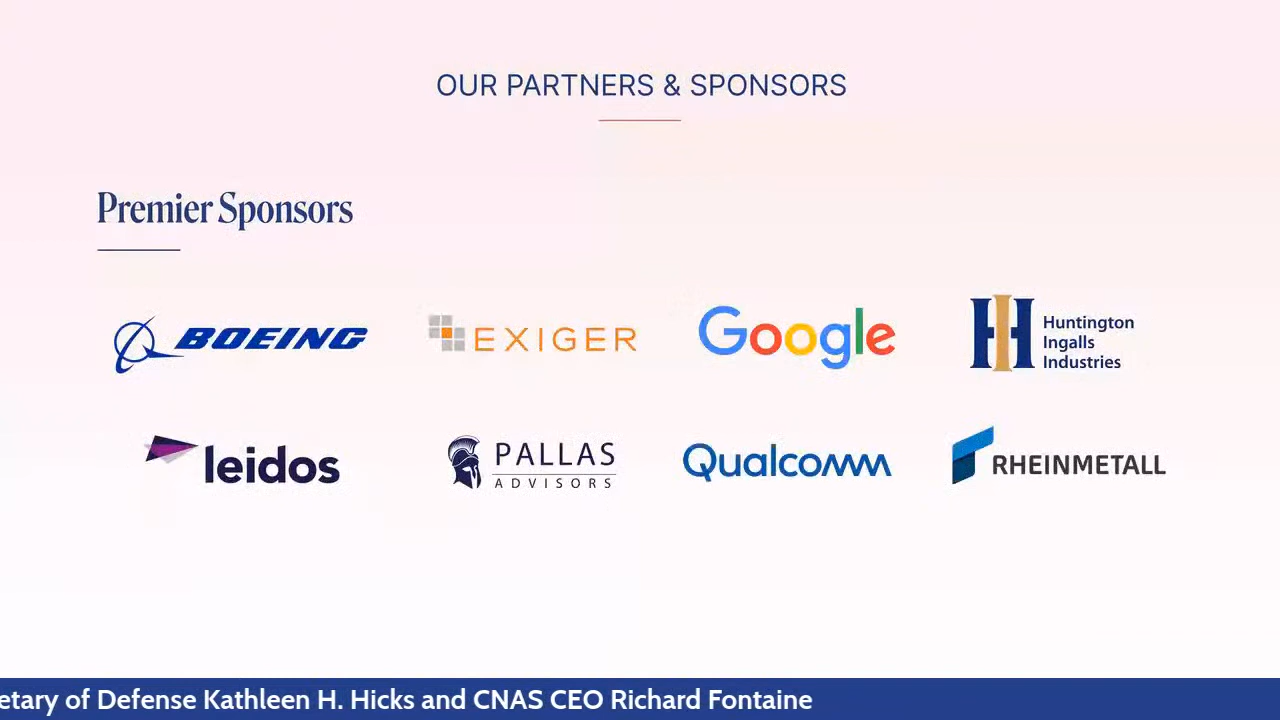 OUR PARTNERS & SPONSORS
Premier Sponsors
BOEING
EXIGER
Google
Huntington
Ingalls
Industries
leidos
PALLAS
ADVISORS
Qualcomm
RHEINMETALL
etary of Defense Kathleen H. Hicks and CNAS CEO Richard Fontaine